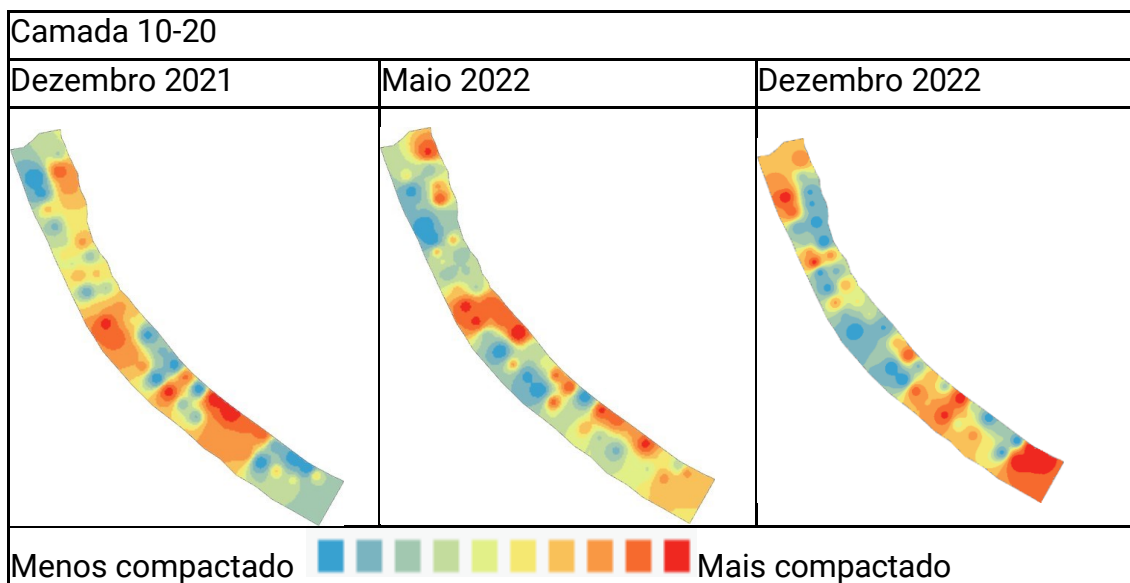 Camada 10-20
Dezembro 2021
Maio 2022
Dezembro 2022
Menos compactado
Mais compactado